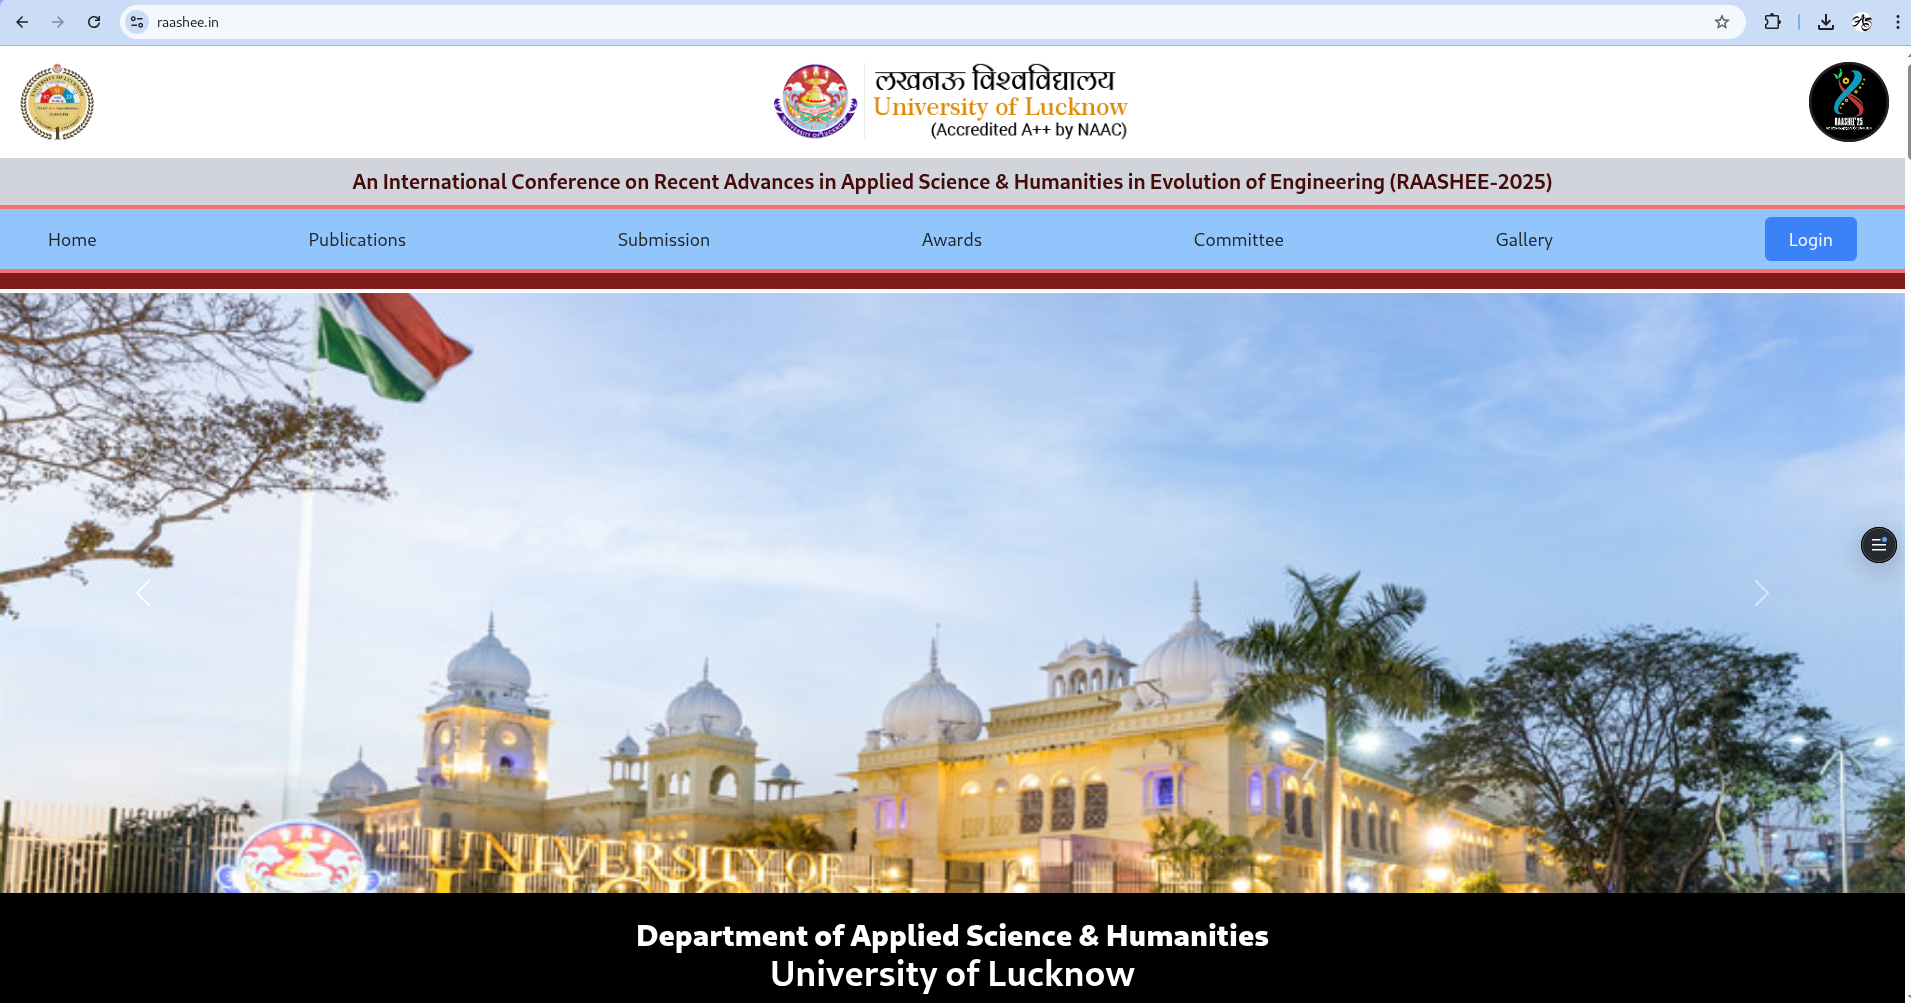 raashee.in
लखनऊ विश्वविद्यालय
University of Lucknow
(Accredited A++ by NAAC)
RAASHEE'25
An International Conference on Recent Advances in Applied Science & Humanities in Evolution of Engineering (RAASHEE-2025)
Home
Publications
Submission
Awards
Committee
Gallery
Login
UNIVERSITY OF
Department of Applied Science & Humanities
University of Lucknow